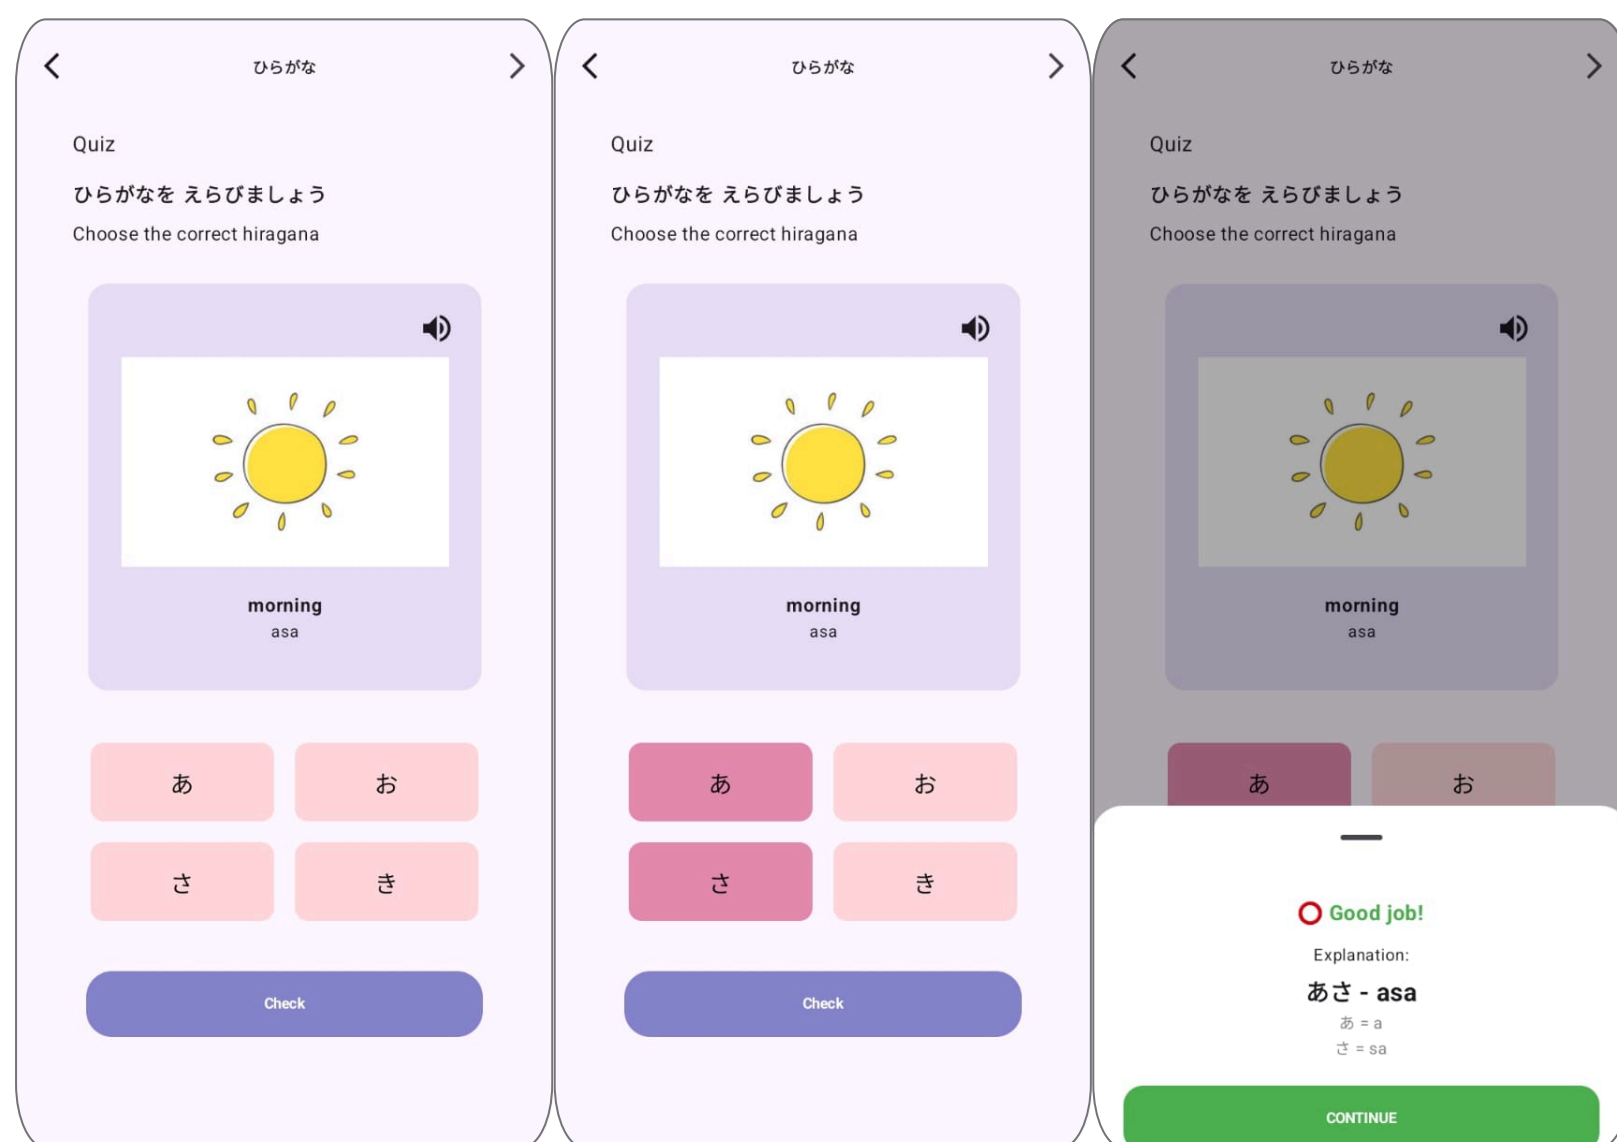 ひらがな
Quiz
ひらがなを えらびましょう
Choose the correct hiragana
morning
asa
あ お
さ き
Check
ひらがな
Quiz
ひらがなを えらびましょう
Choose the correct hiragana
morning
asa
あ お
さ き
Check
ひらがな
Quiz
ひらがなを えらびましょう
Choose the correct hiragana
morning
asa
あ お
Good job!
Explanation:
あさ - asa
あ = a
さ = sa
CONTINUE